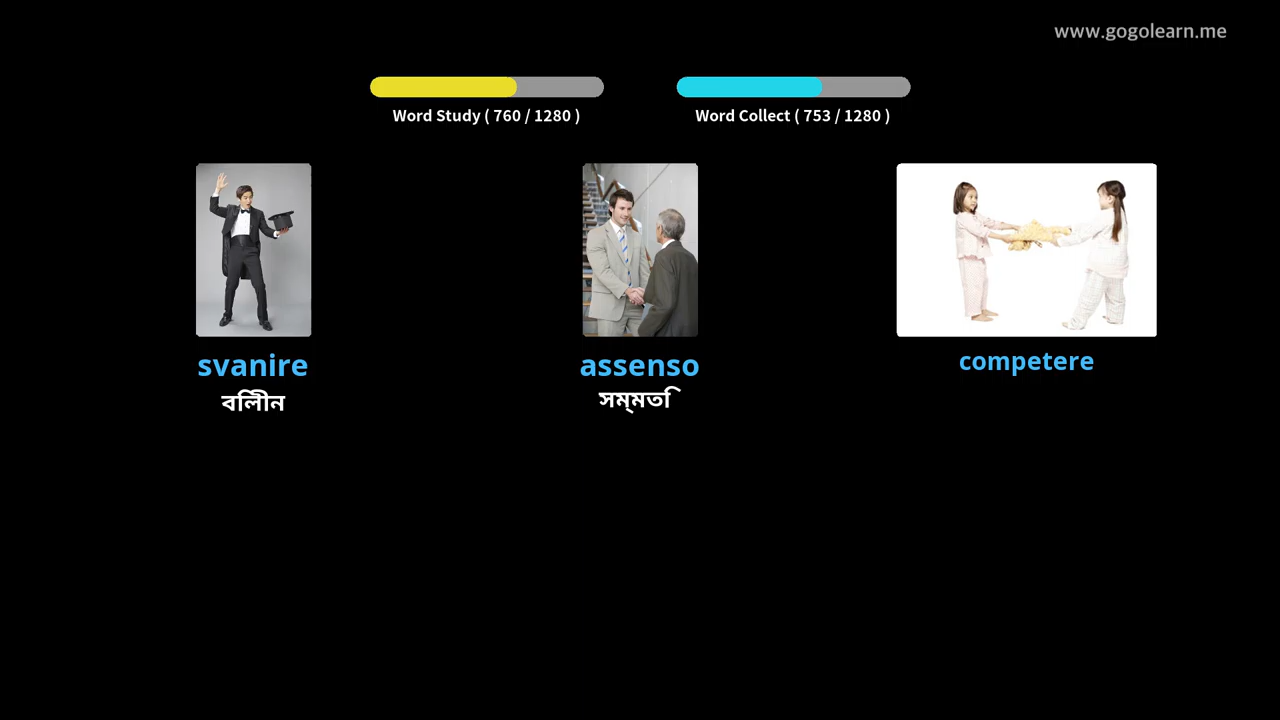 www.gogolearn.me
Word Study ( 760 / 1280 )
Word Collect ( 753 / 1280 )
svanire
assenso
competere
বিলীন
সম্মতি